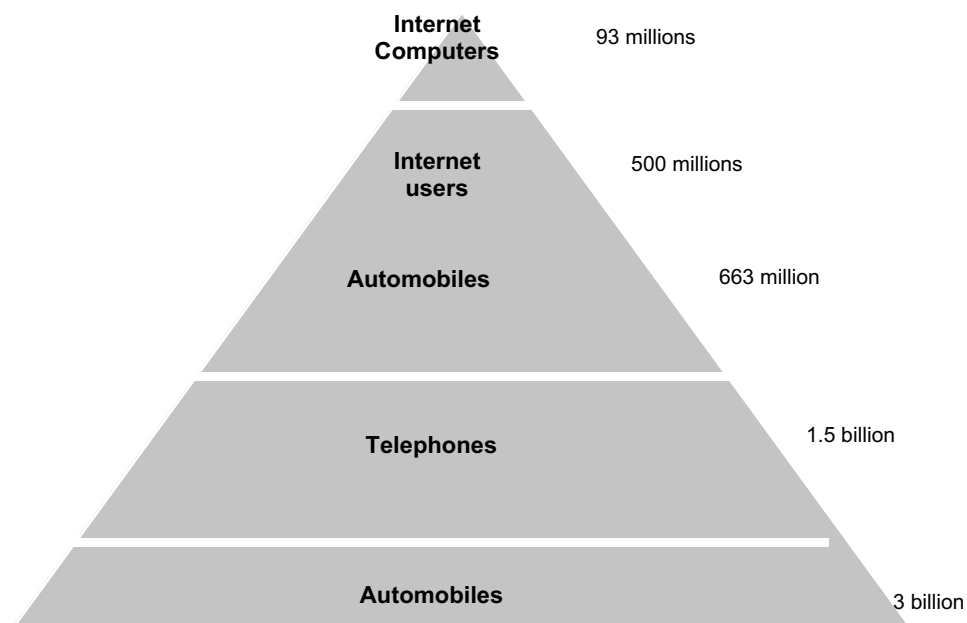 Internet
Computers
93 millions
Internet
users
500 millions
Automobiles
663 million
Telephones
1.5 billion
Automobiles
3 billion